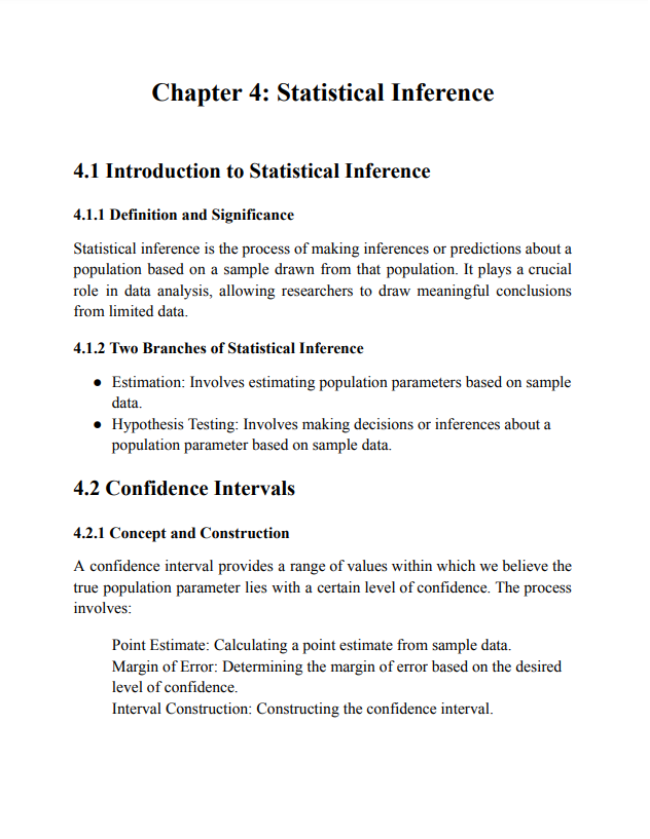 Chapter 4: Statistical Inference
4.1 Introduction to Statistical Inference
4.1.1 Definition and Significance
Statistical inference is the process of making inferences or predictions about a
population based on a sample drawn from that population. It plays a crucial
role in data analysis, allowing researchers to draw meaningful conclusions
from limited data.
4.1.2 Two Branches of Statistical Inference
● Estimation: Involves estimating population parameters based on sample
data.
● Hypothesis Testing: Involves making decisions or inferences about a
population parameter based on sample data.
4.2 Confidence Intervals
4.2.1 Concept and Construction
A confidence interval provides a range of values within which we believe the
true population parameter lies with a certain level of confidence. The process
involves:
Point Estimate: Calculating a point estimate from sample data.
Margin of Error: Determining the margin of error based on the desired
level of confidence.
Interval Construction: Constructing the confidence interval.